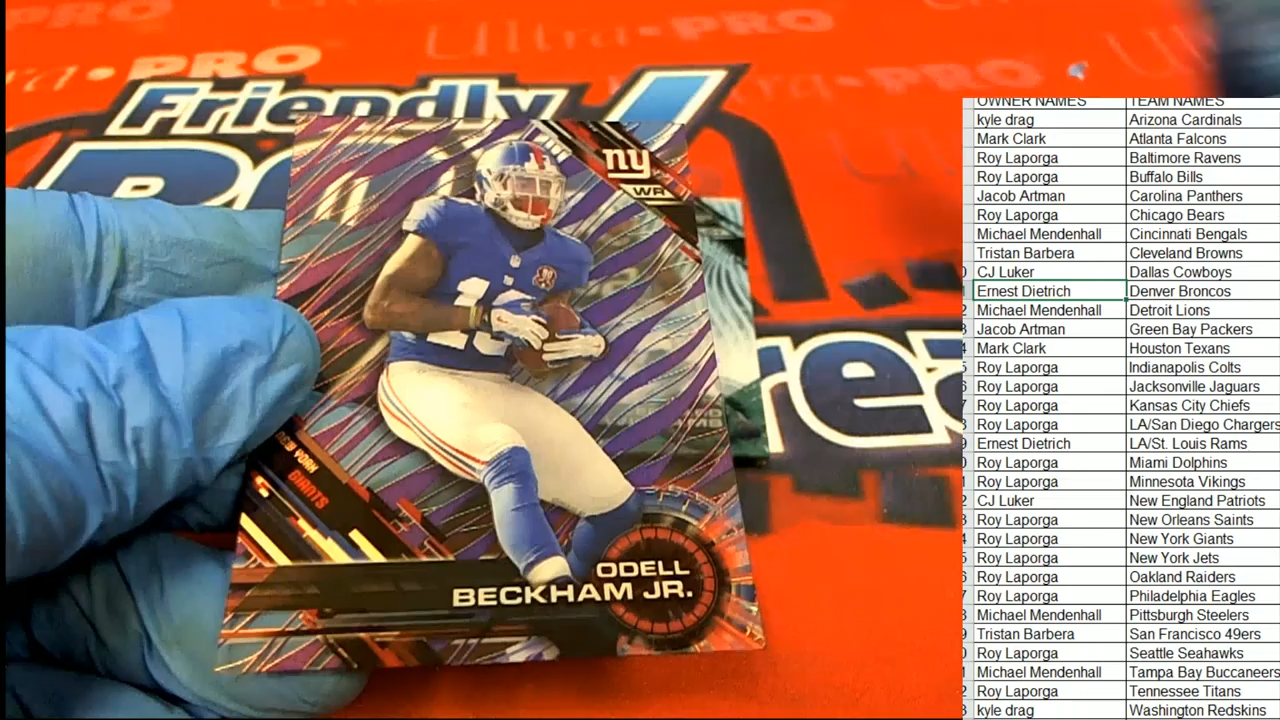 Ultra•PRO
Friendly
ny
WR
13
NEW YORK
GIANTS
ODELL
BECKHAM JR.
OWNER NAMES TEAM NAMES
kyle drag Arizona Cardinals
Mark Clark Atlanta Falcons
Roy Laporga Baltimore Ravens
Roy Laporga Buffalo Bills
Jacob Artman Carolina Panthers
Roy Laporga Chicago Bears
Michael Mendenhall Cincinnati Bengals
Tristan Barbera Cleveland Browns
CJ Luker Dallas Cowboys
Ernest Dietrich Denver Broncos
Michael Mendenhall Detroit Lions
Jacob Artman Green Bay Packers
Mark Clark Houston Texans
Roy Laporga Indianapolis Colts
Roy Laporga Jacksonville Jaguars
Roy Laporga Kansas City Chiefs
Roy Laporga LA/San Diego Chargers
Ernest Dietrich LA/St. Louis Rams
Roy Laporga Miami Dolphins
Roy Laporga Minnesota Vikings
CJ Luker New England Patriots
Roy Laporga New Orleans Saints
Roy Laporga New York Giants
Roy Laporga New York Jets
Roy Laporga Oakland Raiders
Roy Laporga Philadelphia Eagles
Michael Mendenhall Pittsburgh Steelers
Tristan Barbera San Francisco 49ers
Roy Laporga Seattle Seahawks
Michael Mendenhall Tampa Bay Buccaneers
Roy Laporga Tennessee Titans
kyle drag Washington Redskins